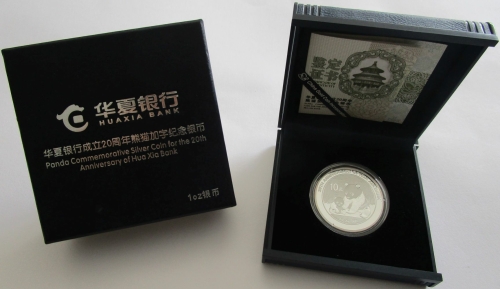 华夏银行
HUAXIA BANK
华夏银行成立20周年熊猫加字纪念银币
Panda Commemorative Silver Coin for the 20th
Anniversary of Hua Xia Bank
1oz银币
鉴定
证书